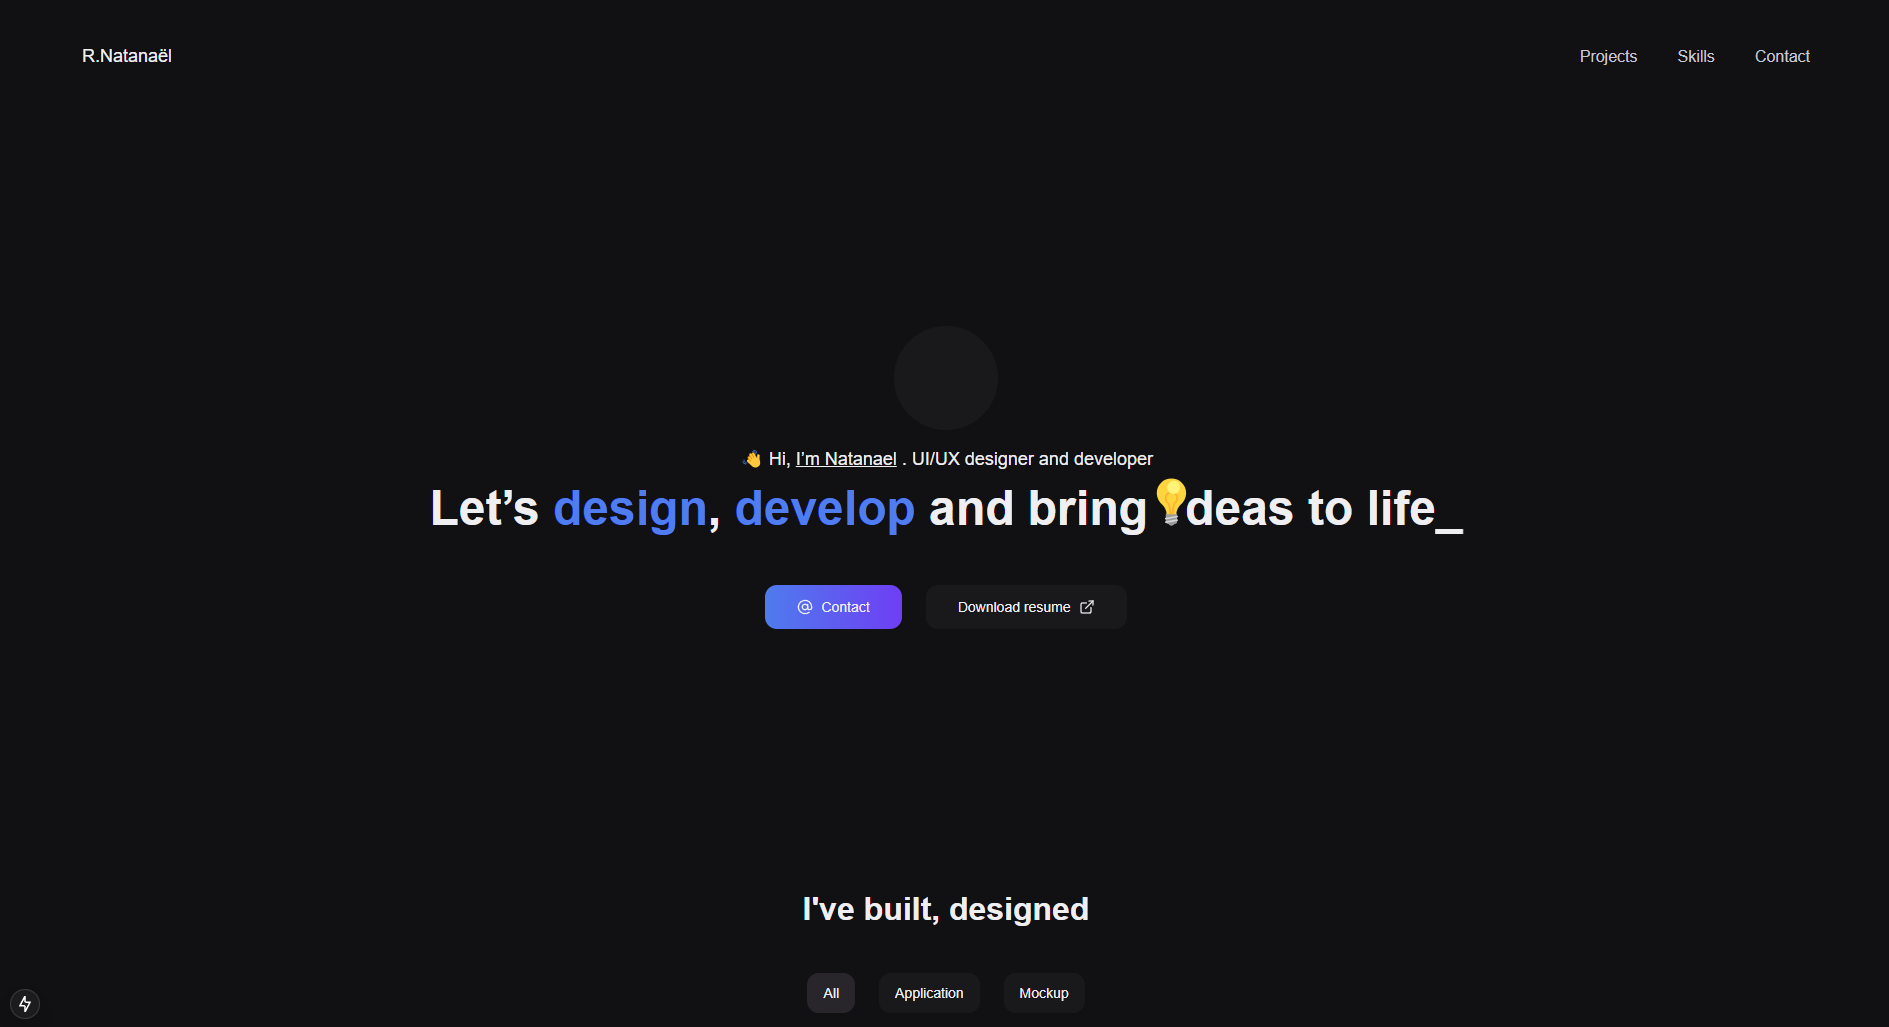 R.Natanaël
Projects
Skills
Contact
👋 Hi, I’m Natanael . UI/UX designer and developer
Let’s design, develop and bring💡deas to life_
Contact
Download resume
I've built, designed
All
Application
Mockup